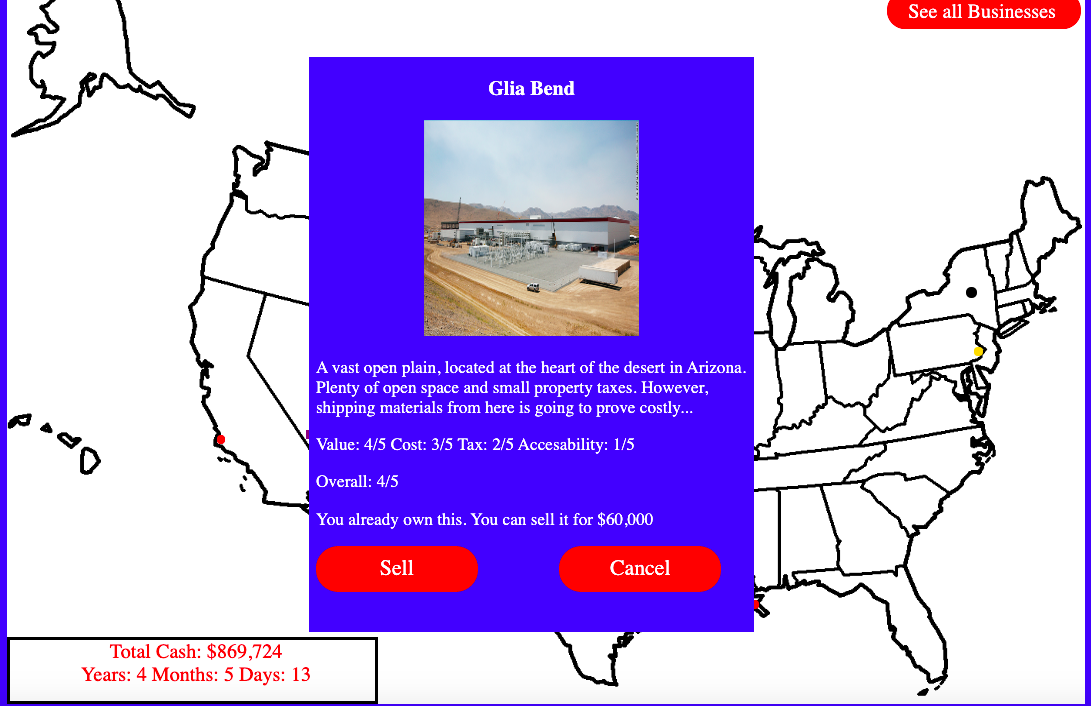 See all Businesses
Glia Bend
A vast open plain, located at the heart of the desert in Arizona.
Plenty of open space and small property taxes. However,
shipping materials from here is going to prove costly...
Value: 4/5 Cost: 3/5 Tax: 2/5 Accesability: 1/5
Overall: 4/5
You already own this. You can sell it for $60,000
Sell
Cancel
Total Cash: $869,724
Years: 4 Months: 5 Days: 13